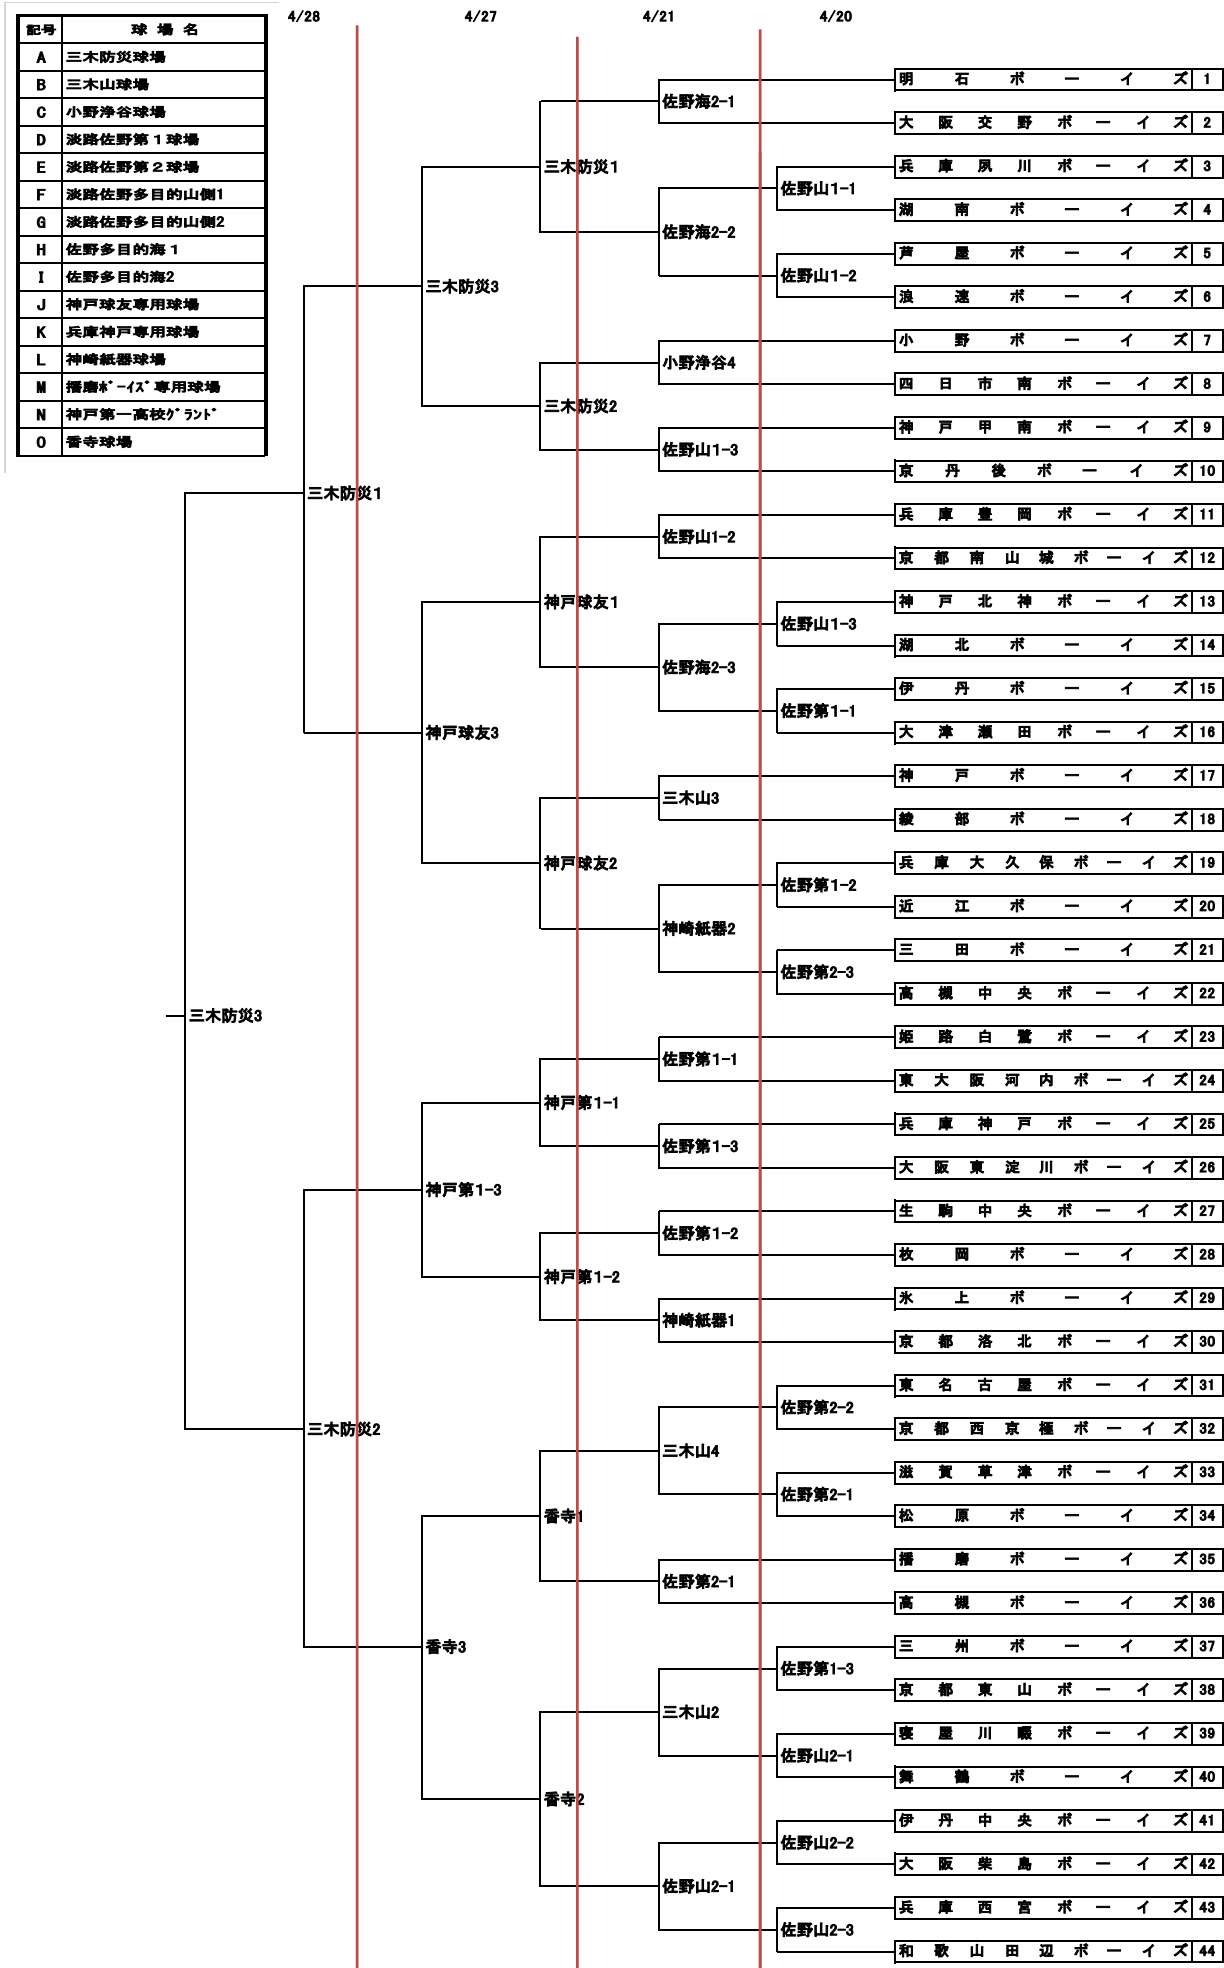 4/28 4/27 4/21 4/20
記号 球場名
A 三木防災球場
B 三木山球場
C 小野浄谷球場
D 淡路佐野第1球場
E 淡路佐野第2球場
F 淡路佐野多目的山側1
G 淡路佐野多目的山側2
H 佐野多目的海1
I 佐野多目的海2
J 神戸球友専用球場
K 兵庫神戸専用球場
L 神崎紙器球場
M 播磨ボーイズ専用球場
N 神戸第一高校グランド
O 香寺球場
明石ボーイズ 1
佐野海2-1
大阪交野ボーイズ 2
三木防災1
兵庫夙川ボーイズ 3
佐野山1-1
湖南ボーイズ 4
佐野海2-2
芦屋ボーイズ 5
佐野山1-2
三木防災3
浪速ボーイズ 6
小野ボーイズ 7
小野浄谷4
四日市南ボーイズ 8
三木防災2
神戸甲南ボーイズ 9
佐野山1-3
京丹後ボーイズ 10
三木防災1
兵庫豊岡ボーイズ 11
佐野山1-2
京都南山城ボーイズ 12
神戸球友1
神戸北神ボーイズ 13
佐野山1-3
湖北ボーイズ 14
佐野海2-3
伊丹ボーイズ 15
佐野第1-1
神戸球友3
大津瀬田ボーイズ 16
神戸ボーイズ 17
三木山3
綾部ボーイズ 18
神戸球友2
兵庫大久保ボーイズ 19
佐野第1-2
近江ボーイズ 20
神崎紙器2
三田ボーイズ 21
佐野第2-3
高槻中央ボーイズ 22
三木防災3
姫路白鷺ボーイズ 23
佐野第1-1
東大阪河内ボーイズ 24
神戸第1-1
兵庫神戸ボーイズ 25
佐野第1-3
大阪東淀川ボーイズ 26
神戸第1-3
生駒中央ボーイズ 27
佐野第1-2
枚岡ボーイズ 28
神戸第1-2
氷上ボーイズ 29
神崎紙器1
京都洛北ボーイズ 30
東名古屋ボーイズ 31
佐野第2-2
三木防災2
京都西京極ボーイズ 32
三木山4
滋賀草津ボーイズ 33
佐野第2-1
松原ボーイズ 34
香寺1
播磨ボーイズ 35
佐野第2-1
高槻ボーイズ 36
香寺3
三州ボーイズ 37
佐野第1-3
京都東山ボーイズ 38
三木山2
寝屋川畷ボーイズ 39
佐野山2-1
舞鶴ボーイズ 40
香寺2
伊丹中央ボーイズ 41
佐野山2-2
大阪柴島ボーイズ 42
佐野山2-1
兵庫西宮ボーイズ 43
佐野山2-3
和歌山田辺ボーイズ 44